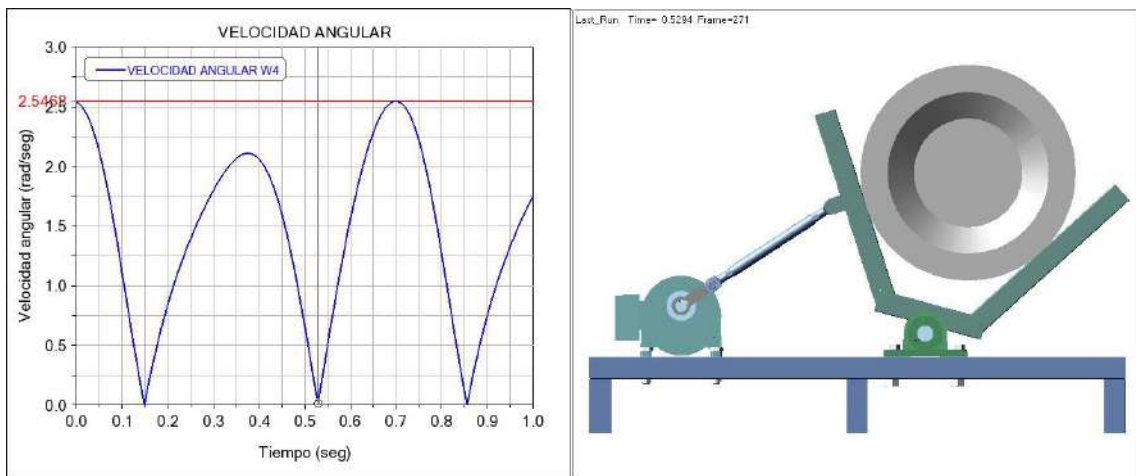 VELOCIDAD ANGULAR
3.0
VELOCIDAD ANGULAR W4
2.5468
2.5
2.0
1.5
1.0
0.5
0.0
Velocidad angular (rad/seg)
0.0 0.1 0.2 0.3 0.4 0.5 0.6 0.7 0.8 0.9 1.0
Tiempo (seg)
Last_Run Time= 0.5294 Frame=271